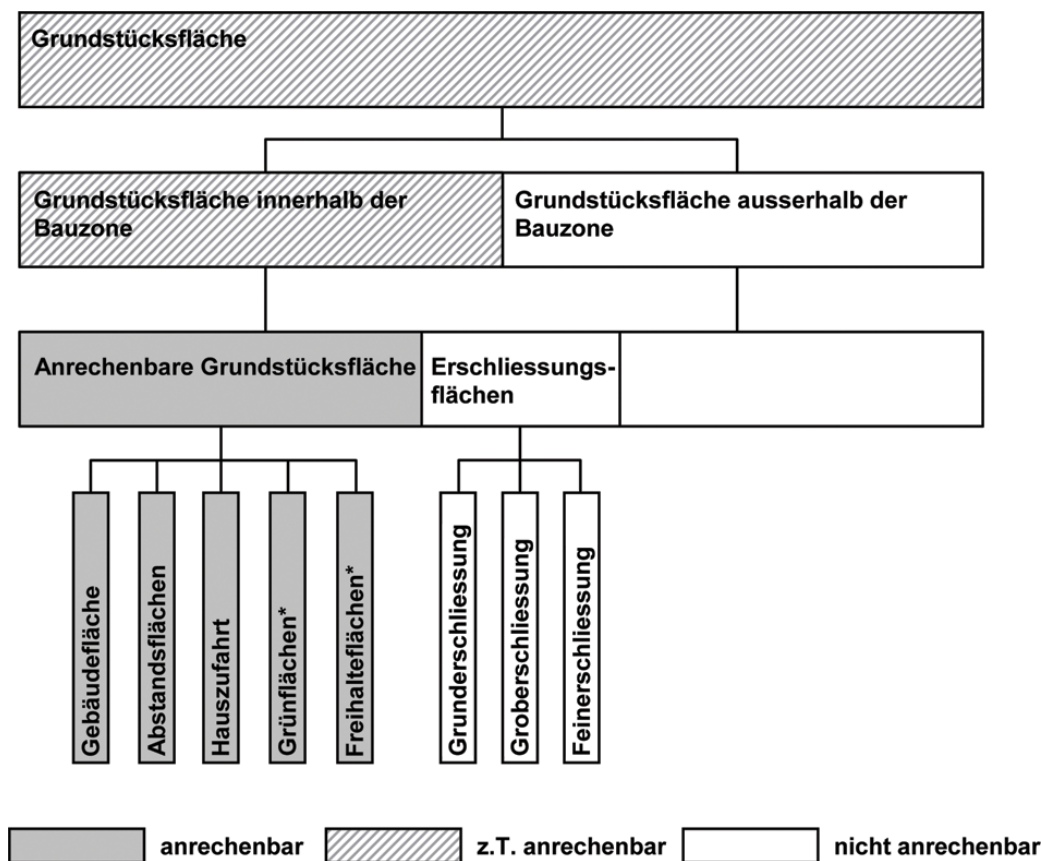 Grundstücksfläche
Grundstücksfläche innerhalb der
Bauzone
Grundstücksfläche ausserhalb der
Bauzone
Anrechenbare Grundstücksfläche
Erschliessungs-
flächen
Gebäudefläche
Abstandsflächen
Hauszufahrt
Grünflächen*
Freihalteflächen*
Grunderschliessung
Groberschliessung
Feinerschliessung
anrechenbar
z.T. anrechenbar
nicht anrechenbar